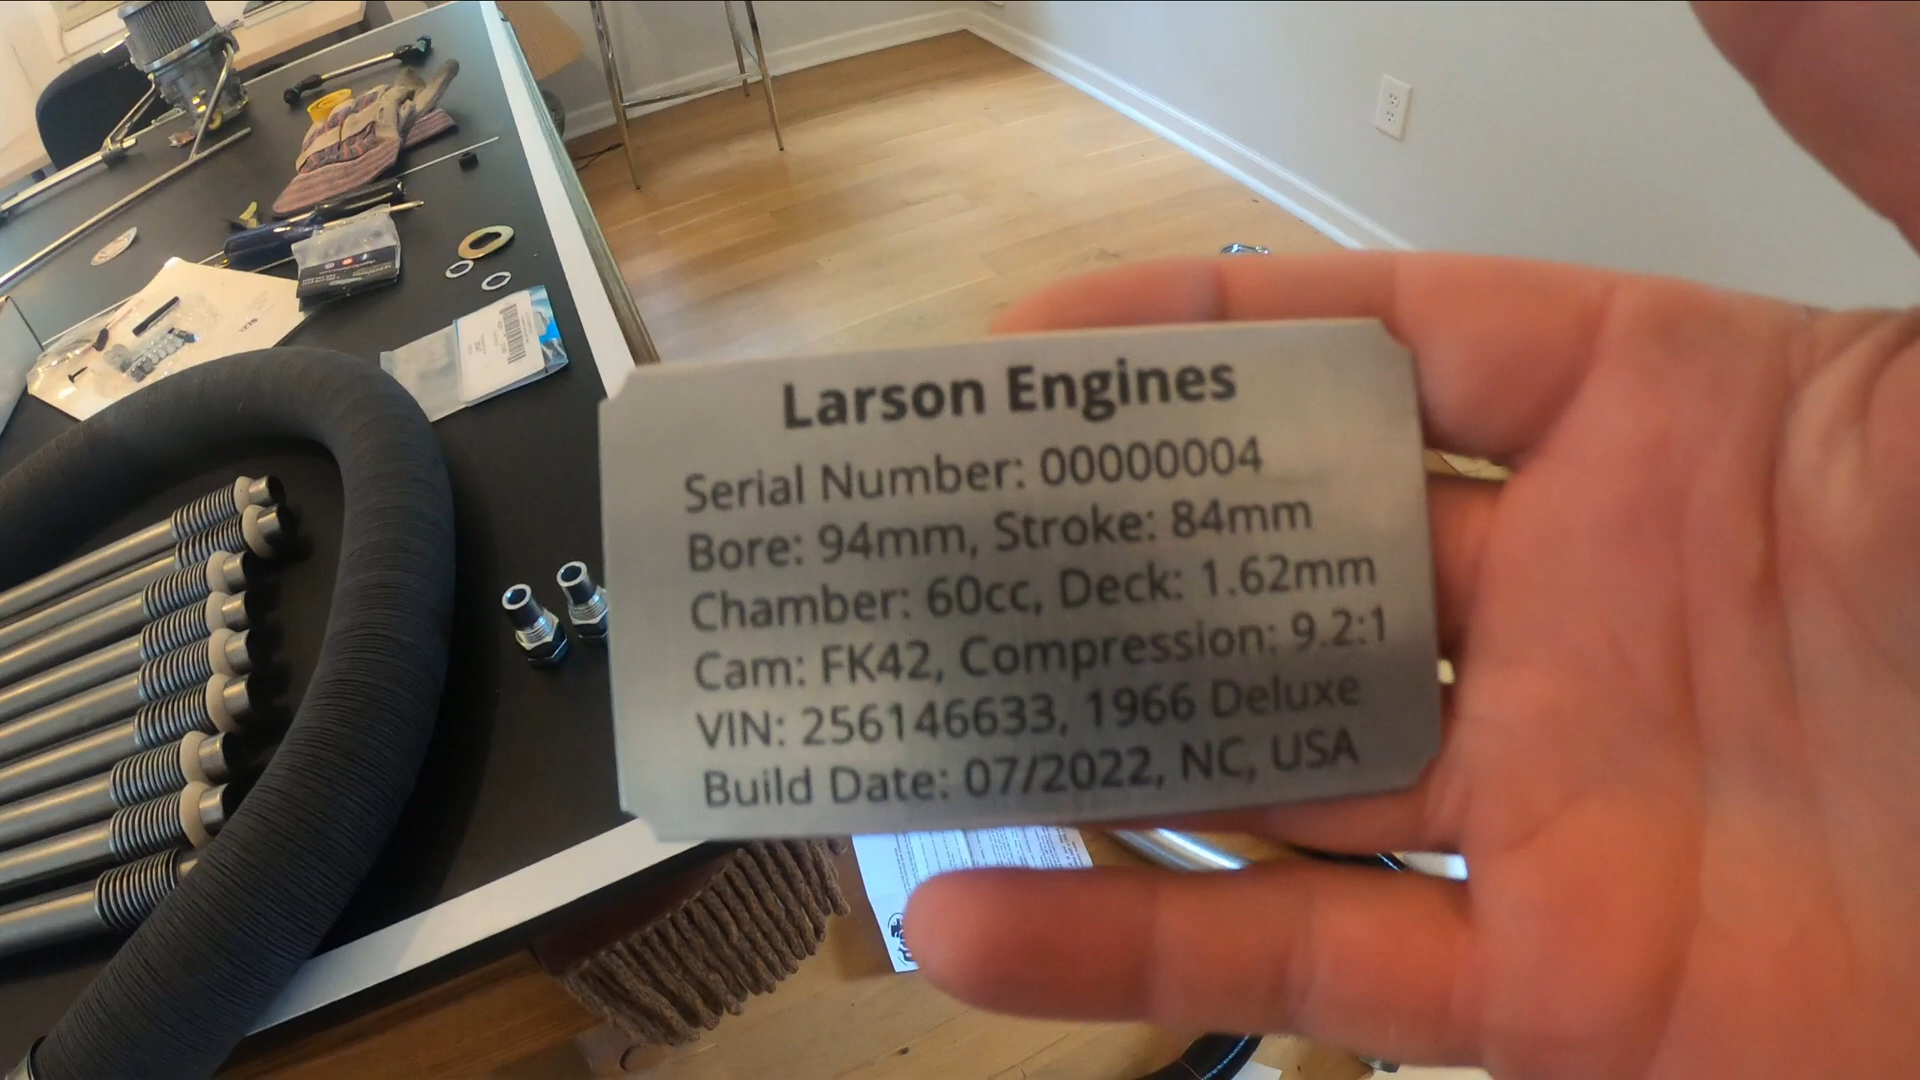 Larson Engines
Serial Number: 00000004
Bore: 94mm, Stroke: 84mm
Chamber: 60cc, Deck: 1.62mm
Cam: FK42, Compression: 9.2:1
VIN: 256146633, 1966 Deluxe
Build Date: 07/2022, NC, USA